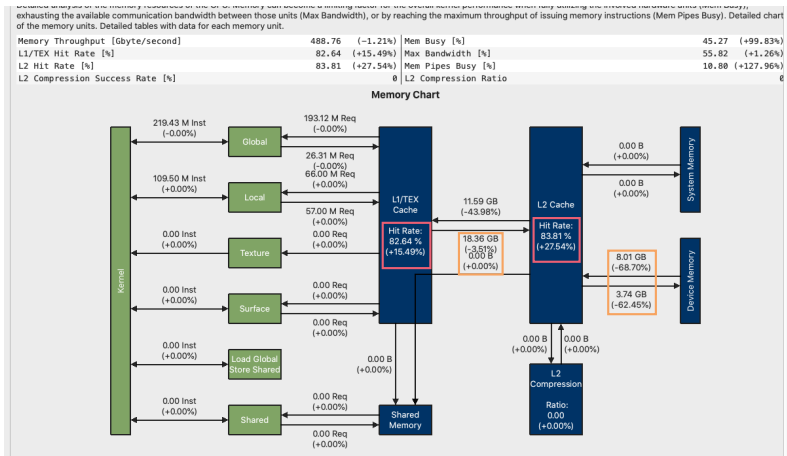 Detailed analysis of the memory resources of the GPU. Memory can become a limiting factor for the overall kernel performance when fully utilizing the involved hardware units (Mem Busy),
exhausting the available communication bandwidth between those units (Max Bandwidth), or by reaching the maximum throughput of issuing memory instructions (Mem Pipes Busy). Detailed chart
of the memory units. Detailed tables with data for each memory unit.
Memory Throughput [Gbyte/second] 488.76 (-1.21%) Mem Busy [%] 45.27 (+99.83%)
L1/TEX Hit Rate [%] 82.64 (+15.49%) Max Bandwidth [%] 55.82 (+1.26%)
L2 Hit Rate [%] 83.81 (+27.54%) Mem Pipes Busy [%] 10.80 (+127.96%)
L2 Compression Success Rate [%] 0 L2 Compression Ratio 0
Memory Chart
Kernel
219.43 M Inst
(-0.00%)
109.50 M Inst
(+0.00%)
0.00 Inst
(+0.00%)
0.00 Inst
(+0.00%)
0.00 Inst
(+0.00%)
0.00 Inst
(+0.00%)
Global
Local
Texture
Surface
Load Global
Store Shared
Shared
193.12 M Req
(-0.00%)
26.31 M Req
(-0.00%)
66.00 M Req
(+0.00%)
57.00 M Req
(+0.00%)
0.00 Req
(+0.00%)
0.00 Req
(+0.00%)
0.00 Req
(+0.00%)
0.00 Req
(+0.00%)
0.00 Req
(+0.00%)
L1/TEX
Cache
Hit Rate:
82.64 %
(+15.49%)
0.00 B
(+0.00%)
Shared
Memory
11.59 GB
(-43.98%)
18.36 GB
(-3.51%)
0.00 B
(+0.00%)
L2 Cache
Hit Rate:
83.81 %
(+27.54%)
0.00 B
(+0.00%)
0.00 B
(+0.00%)
L2
Compression
Ratio:
0.00
(+0.00%)
0.00 B
(+0.00%)
0.00 B
(+0.00%)
System Memory
8.01 GB
(-68.70%)
3.74 GB
(-62.45%)
Device Memory